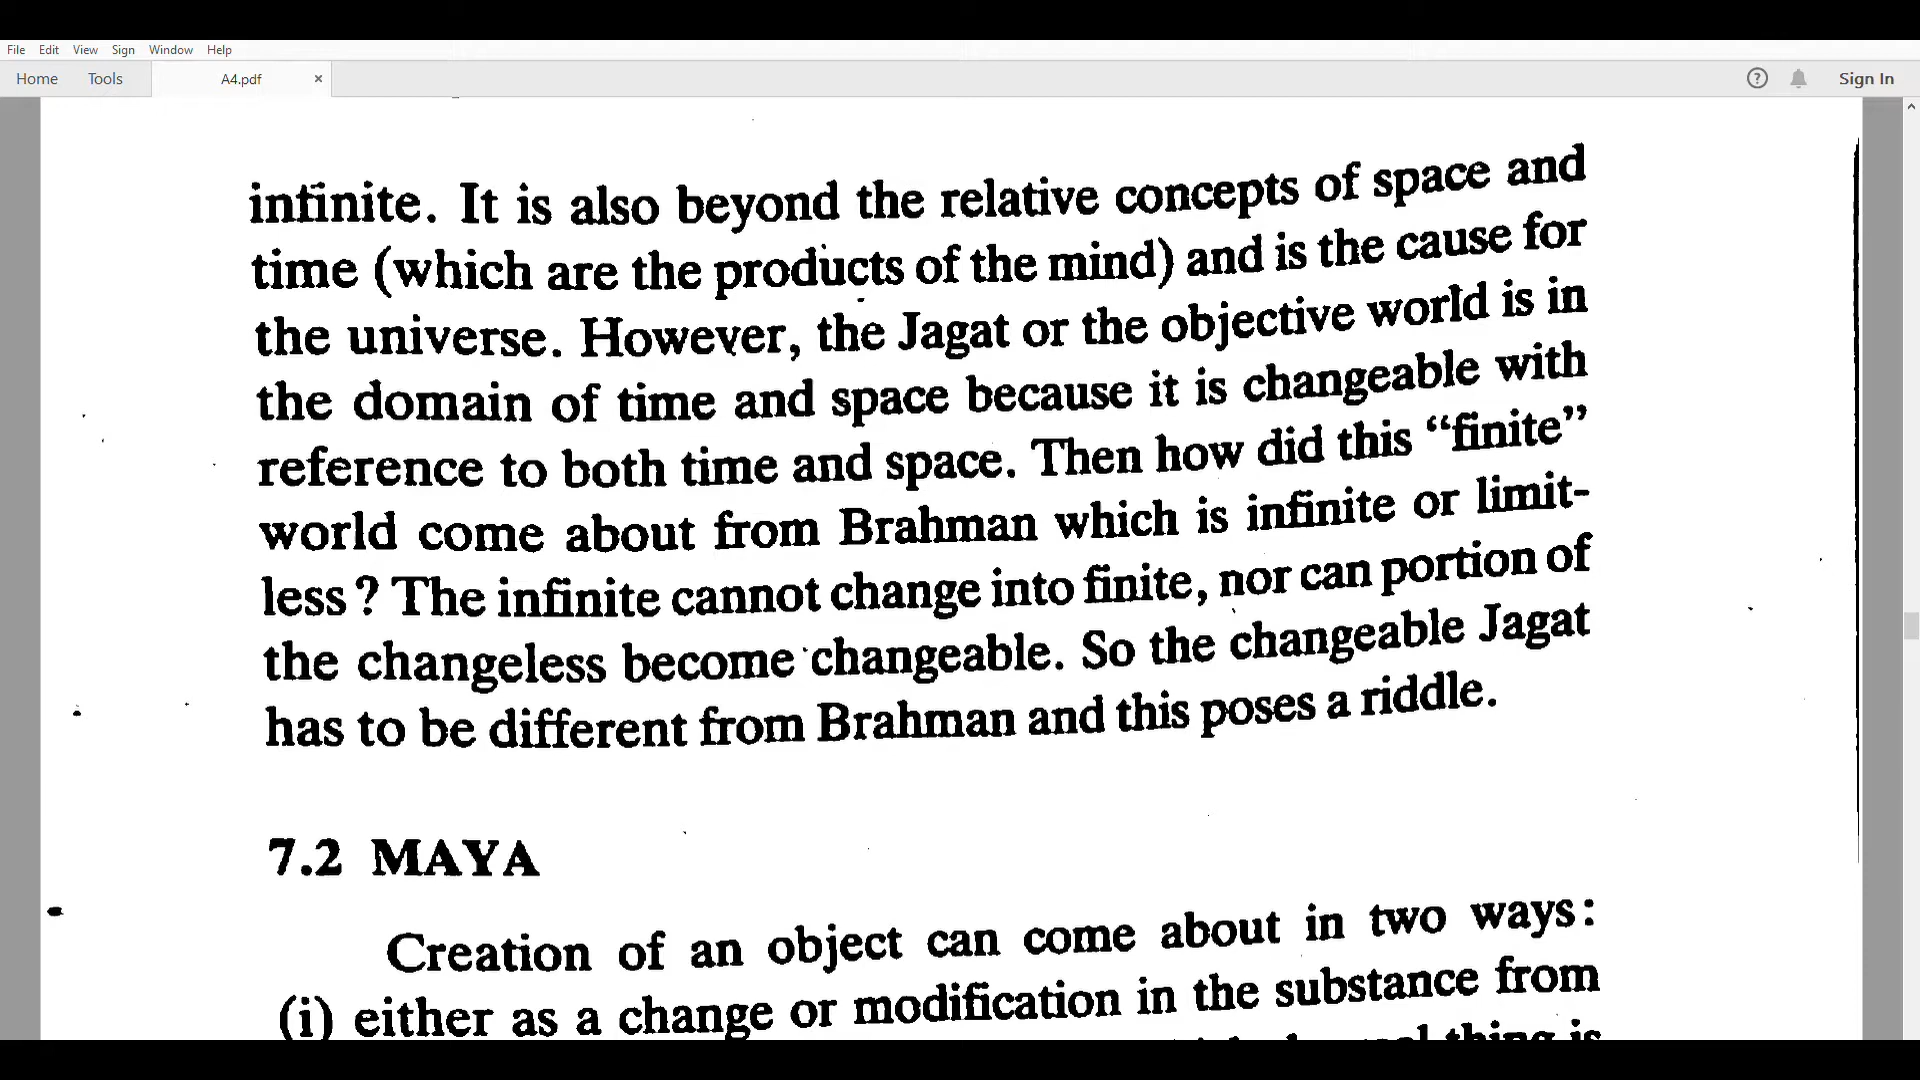 File Edit View Sign Window Help
Home Tools A4.pdf × ? Sign In
infinite. It is also beyond the relative concepts of space and
time (which are the products of the mind) and is the cause for
the universe. However, the Jagat or the objective world is in
the domain of time and space because it is changeable with
reference to both time and space. Then how did this “finite”
world come about from Brahman which is infinite or limit-
less? The infinite cannot change into finite, nor can portion of
the changeless become changeable. So the changeable Jagat
has to be different from Brahman and this poses a riddle.
7.2 MAYA
Creation of an object can come about in two ways:
(i) either as a change or modification in the substance from
thing is